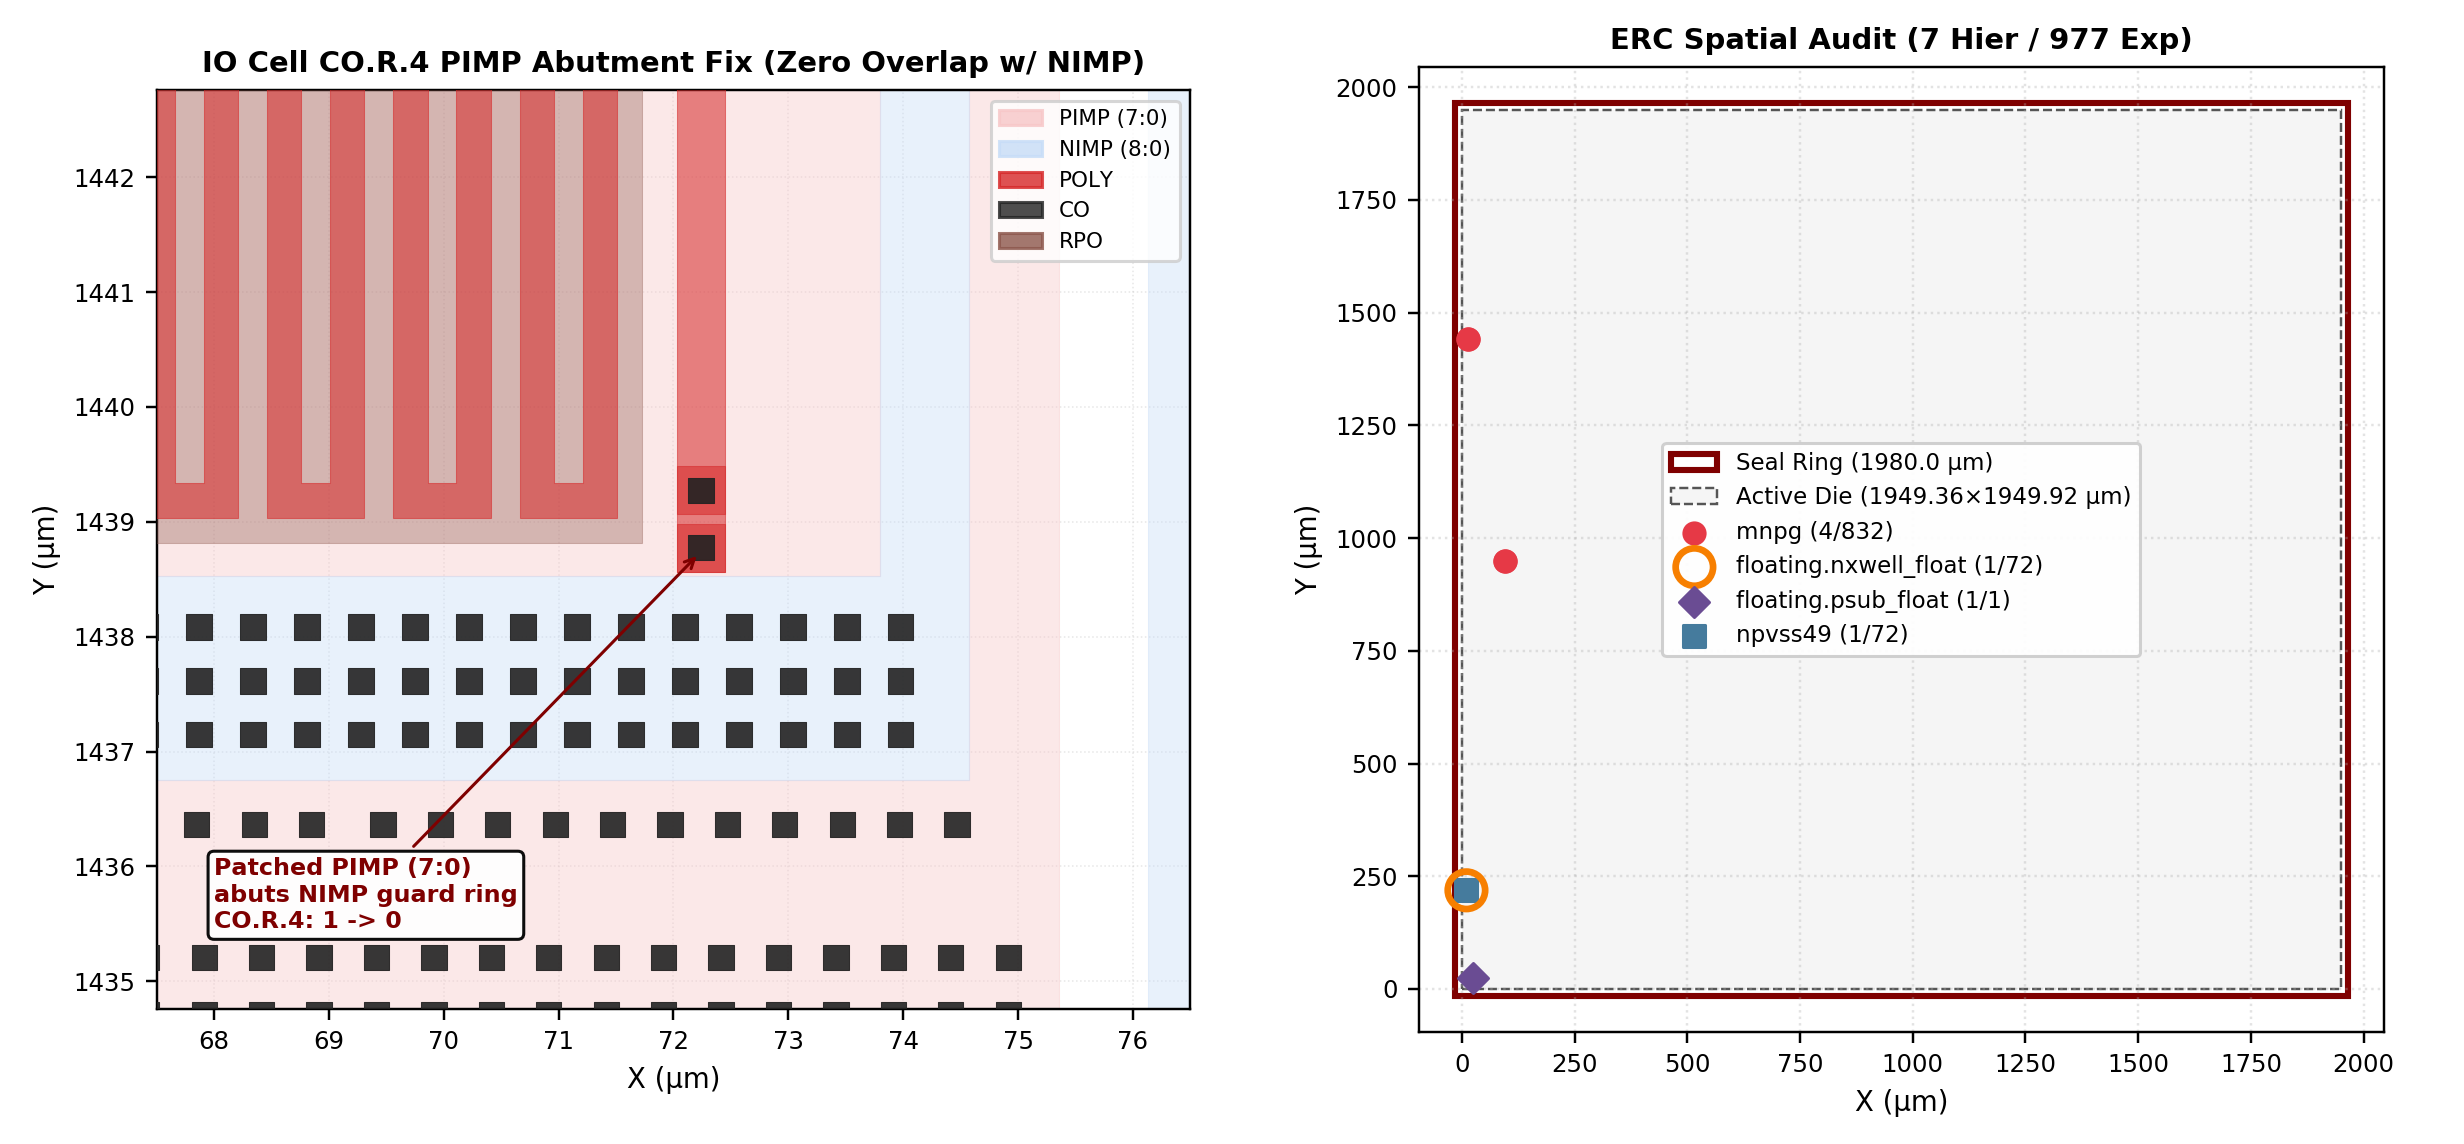 IO Cell CO.R.4 PIMP Abutment Fix (Zero Overlap w/ NIMP)
PIMP (7:0)
NIMP (8:0)
POLY
CO
RPO
1442
1441
1440
1439
1438
1437
1436
1435
Y (μm)
Patched PIMP (7:0)
abuts NIMP guard ring
CO.R.4: 1 -> 0
68 69 70 71 72 73 74 75 76
X (μm)
ERC Spatial Audit (7 Hier / 977 Exp)
2000
1750
1500
1250
1000
750
500
250
0
Y (μm)
Seal Ring (1980.0 μm)
Active Die (1949.36×1949.92 μm)
mnpg (4/832)
floating.nxwell_float (1/72)
floating.psub_float (1/1)
npvss49 (1/72)
0 250 500 750 1000 1250 1500 1750 2000
X (μm)